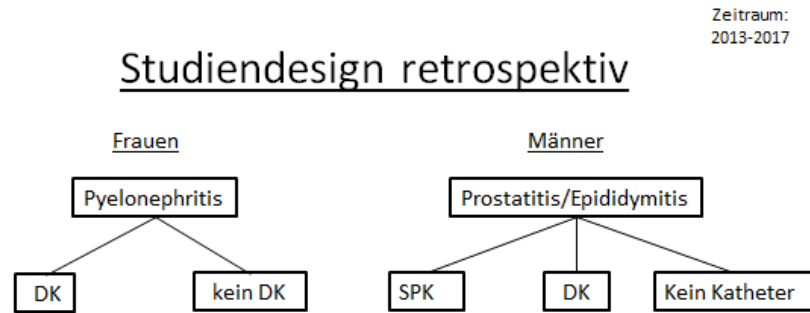 Zeitraum:
2013-2017
Studiendesign retrospektiv
Frauen
Männer
Pyelonephritis
Prostatitis/Epididymitis
DK
kein DK
SPK
DK
Kein Katheter